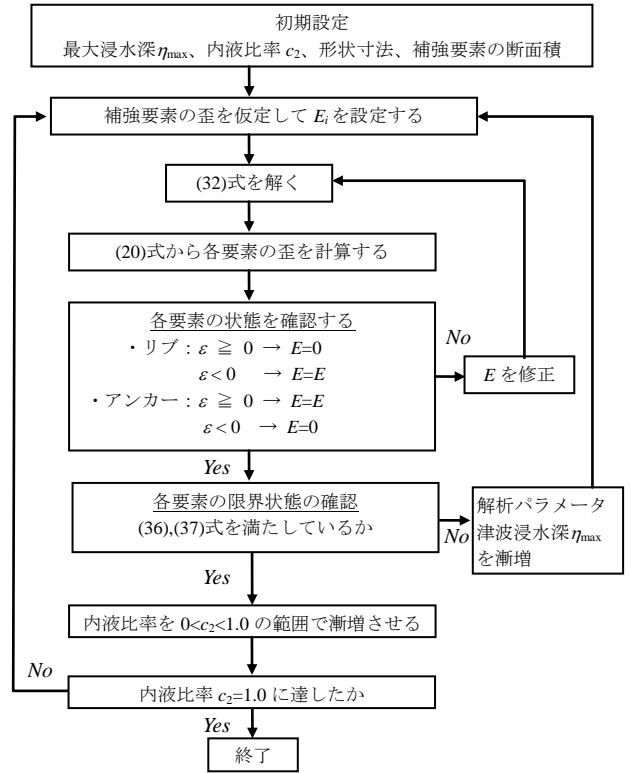 初期設定
最大浸水深ηmax、内液比率 c2、形状寸法、補強要素の断面積
補強要素の歪を仮定して Ei を設定する
(32)式を解く
(20)式から各要素の歪を計算する
各要素の状態を確認する
・リブ：ε ≧ 0 → E=0
ε<0 → E=E
・アンカー：ε ≧ 0 → E=E
ε<0 → E=0
No
E を修正
Yes
各要素の限界状態の確認
(36),(37)式を満たしているか
No
解析パラメータ
津波浸水深ηmax
を漸増
Yes
内液比率を 0<c2<1.0 の範囲で漸増させる
No
内液比率 c2=1.0 に達したか
Yes
終了